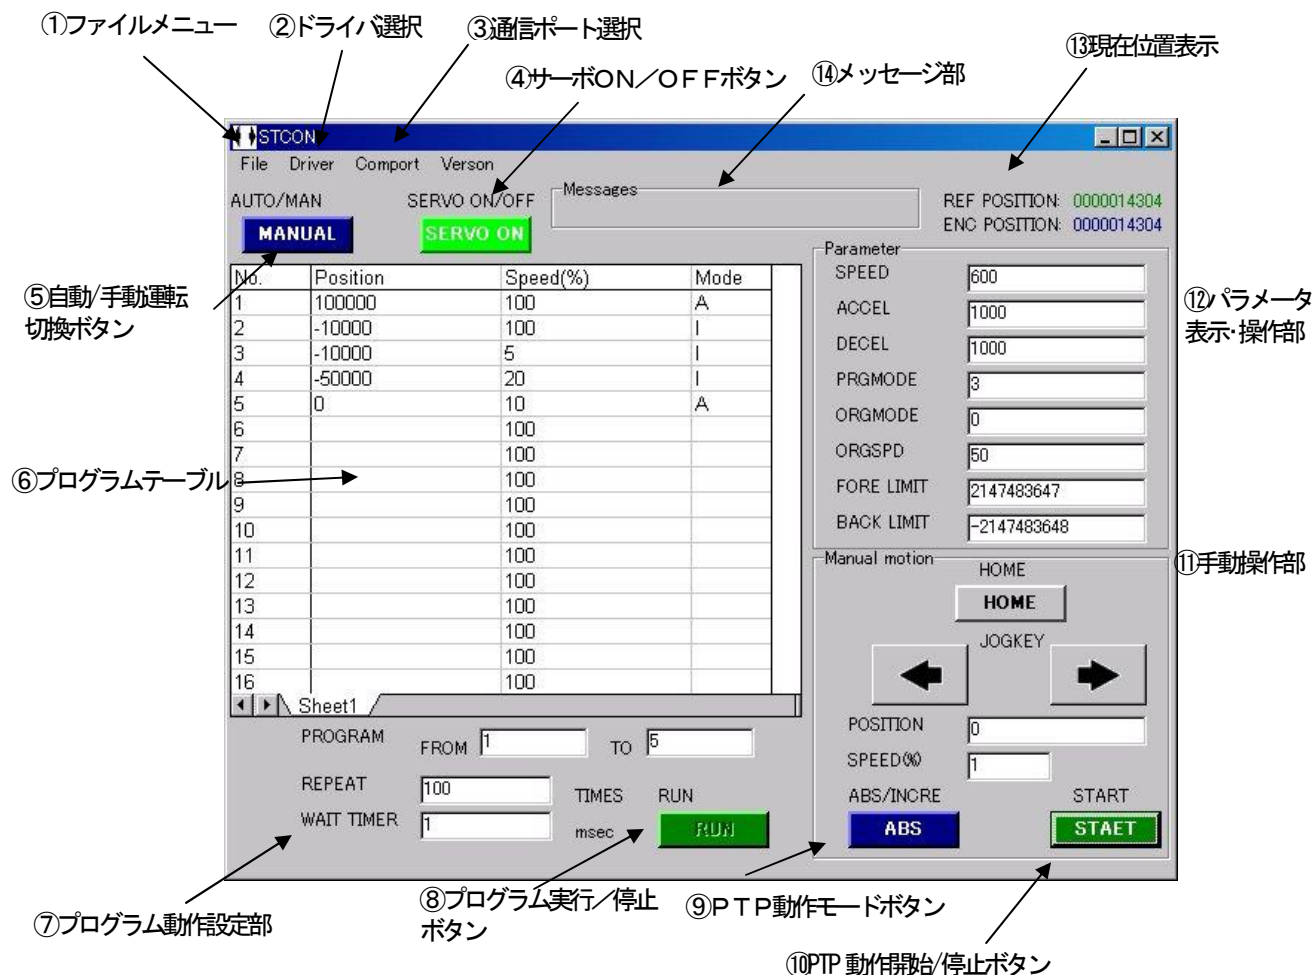 ①ファイルメニュー ②ドライバ選択 ③通信ポート選択
④サーボON／OFFボタン ⑭メッセージ部 ⑬現在位置表示
STCON
File Driver Comport Verson
AUTO/MAN SERVO ON/OFF Messages REF POSITION: 0000014304
MANUAL SERVO ON ENC POSITION: 0000014304
⑤自動/手動運転
切換ボタン
No. Position Speed(%) Mode
1 100000 100 A
2 -10000 100 I
3 -10000 5 I
4 -50000 20 I
5 0 10 A
6 100
7 100
8 100
9 100
10 100
11 100
12 100
13 100
14 100
15 100
16 100
Sheet1
⑥プログラムテーブル
Parameter
SPEED 600
ACCEL 1000
DECEL 1000
PRGMODE 3
ORGMODE 0
ORGSPD 50
FORE LIMIT 2147483647
BACK LIMIT -2147483648
⑫パラメータ
表示・操作部
Manual motion
⑪手動操作部
HOME
HOME
JOGKEY
POSITION 0
SPEED(%) 1
ABS/INCRE START
ABS STAET
PROGRAM FROM 1 TO 5
REPEAT 100 TIMES RUN
WAIT TIMER 1 msec RUN
⑦プログラム動作設定部
⑧プログラム実行／停止
ボタン
⑨PTP動作モードボタン
⑩PTP 動作開始/停止ボタン